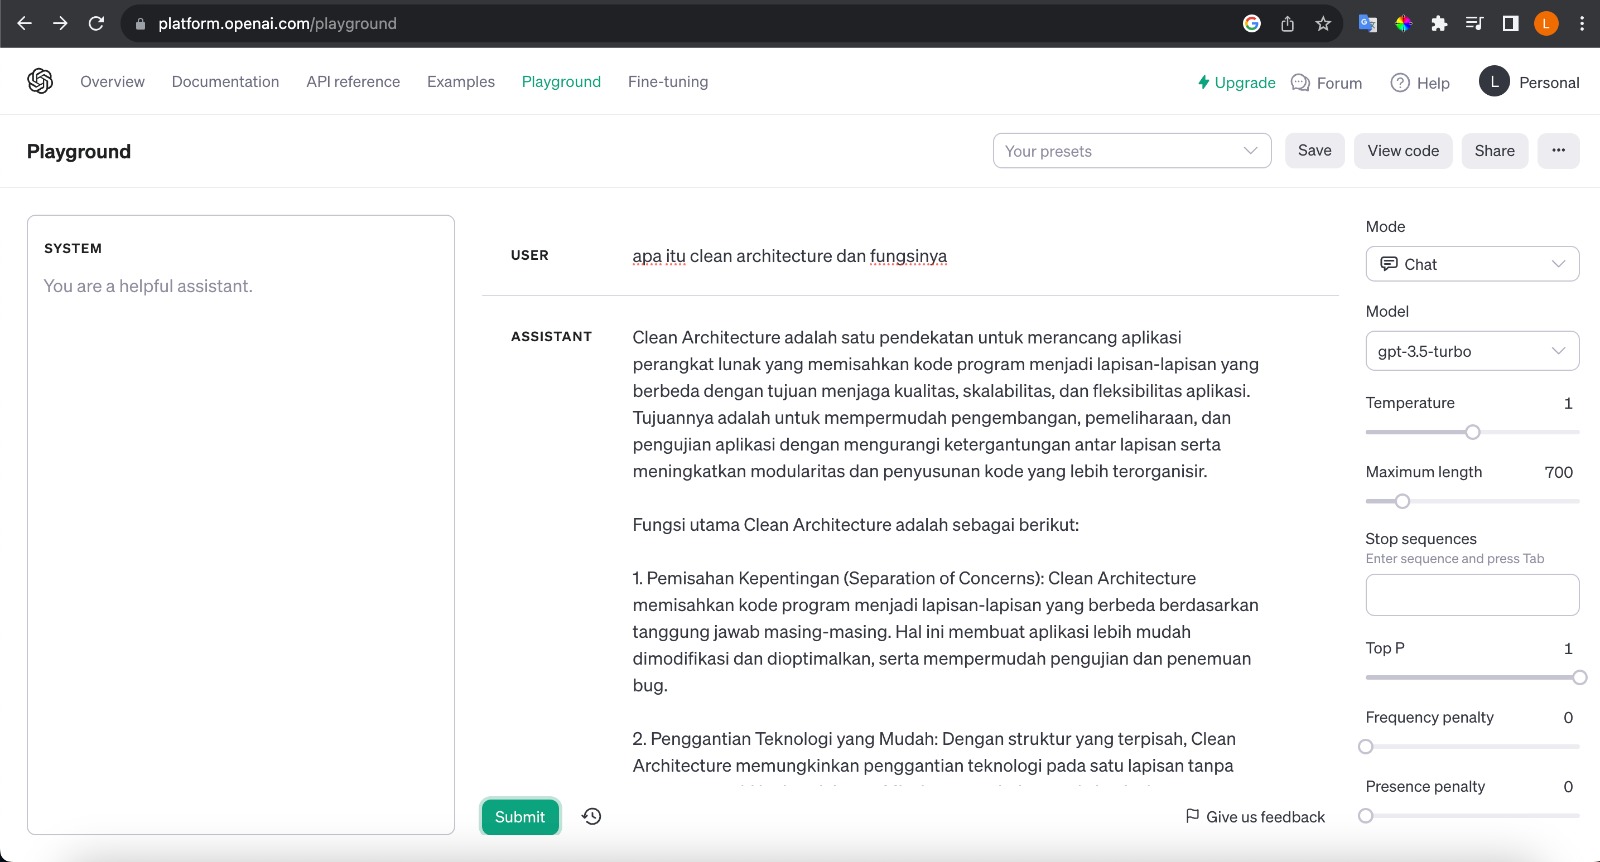 platform.openai.com/playground
L
Overview Documentation API reference Examples Playground Fine-tuning
Upgrade Forum Help L Personal
Playground
Your presets Save View code Share ...
SYSTEM
You are a helpful assistant.
USER
apa itu clean architecture dan fungsinya
ASSISTANT
Clean Architecture adalah satu pendekatan untuk merancang aplikasi
perangkat lunak yang memisahkan kode program menjadi lapisan-lapisan yang
berbeda dengan tujuan menjaga kualitas, skalabilitas, dan fleksibilitas aplikasi.
Tujuannya adalah untuk mempermudah pengembangan, pemeliharaan, dan
pengujian aplikasi dengan mengurangi ketergantungan antar lapisan serta
meningkatkan modularitas dan penyusunan kode yang lebih terorganisir.
Fungsi utama Clean Architecture adalah sebagai berikut:
1. Pemisahan Kepentingan (Separation of Concerns): Clean Architecture
memisahkan kode program menjadi lapisan-lapisan yang berbeda berdasarkan
tanggung jawab masing-masing. Hal ini membuat aplikasi lebih mudah
dimodifikasi dan dioptimalkan, serta mempermudah pengujian dan penemuan
bug.
2. Penggantian Teknologi yang Mudah: Dengan struktur yang terpisah, Clean
Architecture memungkinkan penggantian teknologi pada satu lapisan tanpa
Submit
Give us feedback
Mode
Chat
Model
gpt-3.5-turbo
Temperature 1
Maximum length 700
Stop sequences
Enter sequence and press Tab
Top P 1
Frequency penalty 0
Presence penalty 0